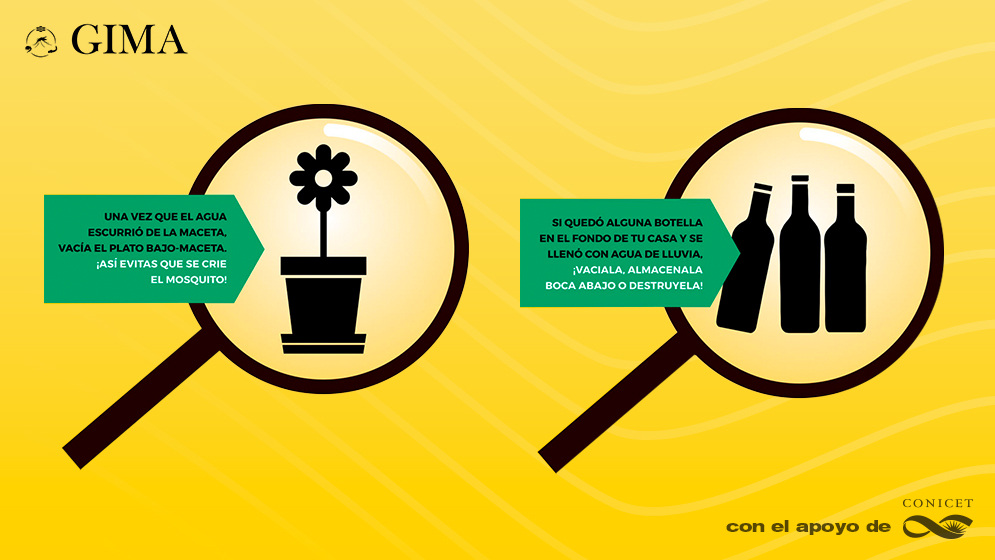 GIMA
UNA VEZ QUE EL AGUA
ESCURRIÓ DE LA MACETA,
VACÍA EL PLATO BAJO-MACETA.
¡ASÍ EVITAS QUE SE CRIE
EL MOSQUITO!
SI QUEDÓ ALGUNA BOTELLA
EN EL FONDO DE TU CASA Y SE
LLENÓ CON AGUA DE LLUVIA,
¡VACIALA, ALMACENALA
BOCA ABAJO O DESTRUYELA!
con el apoyo de
CONICET